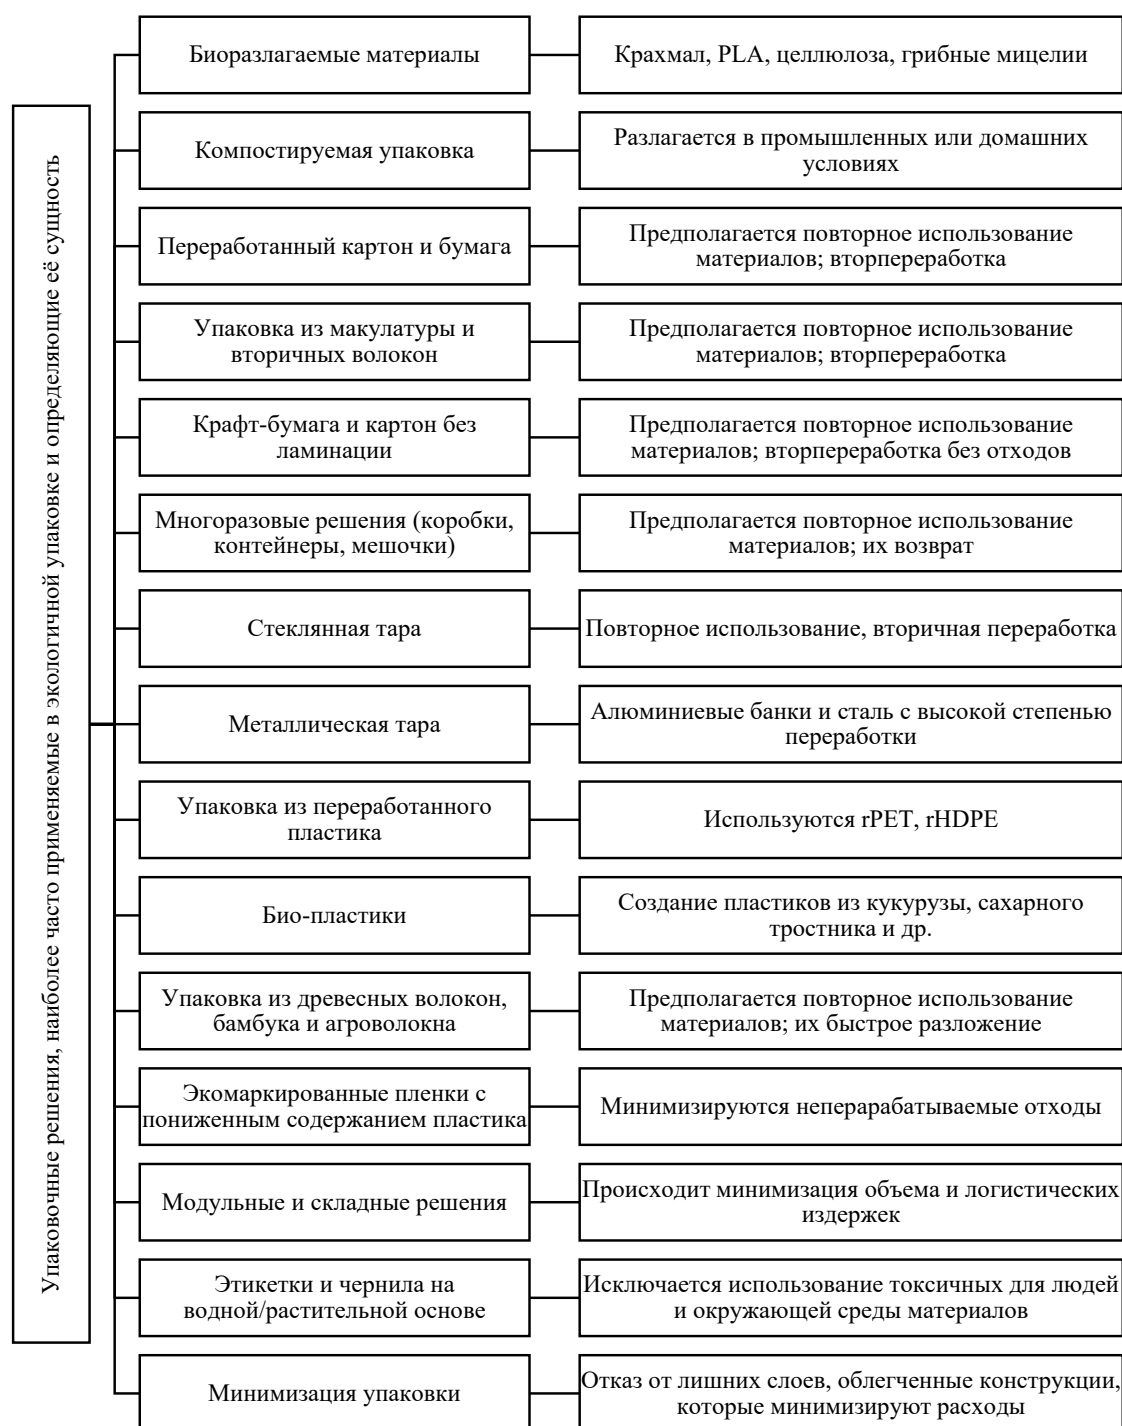 Упаковочные решения, наиболее часто применяемые в экологичной упаковке и определяющие её сущность
Биоразлагаемые материалы
Крахмал, PLA, целлюлоза, грибные мицелии
Компостируемая упаковка
Разлагается в промышленных или домашних
условиях
Переработанный картон и бумага
Предполагается повторное использование
материалов; вторпереработка
Упаковка из макулатуры и
вторичных волокон
Предполагается повторное использование
материалов; вторпереработка
Крафт-бумага и картон без
ламинации
Предполагается повторное использование
материалов; вторпереработка без отходов
Многоразовые решения (коробки,
контейнеры, мешочки)
Предполагается повторное использование
материалов; их возврат
Стеклянная тара
Повторное использование, вторичная переработка
Металлическая тара
Алюминиевые банки и сталь с высокой степенью
переработки
Упаковка из переработанного
пластика
Используются rPET, rHDPE
Био-пластики
Создание пластиков из кукурузы, сахарного
тростника и др.
Упаковка из древесных волокон,
бамбука и агроволокна
Предполагается повторное использование
материалов; их быстрое разложение
Экомаркированные пленки с
пониженным содержанием пластика
Минимизируются неперарабатываемые отходы
Модульные и складные решения
Происходит минимизация объема и логистических
издержек
Этикетки и чернила на
водной/растительной основе
Исключается использование токсичных для людей
и окружающей среды материалов
Минимизация упаковки
Отказ от лишних слоев, облегченные конструкции,
которые минимизируют расходы